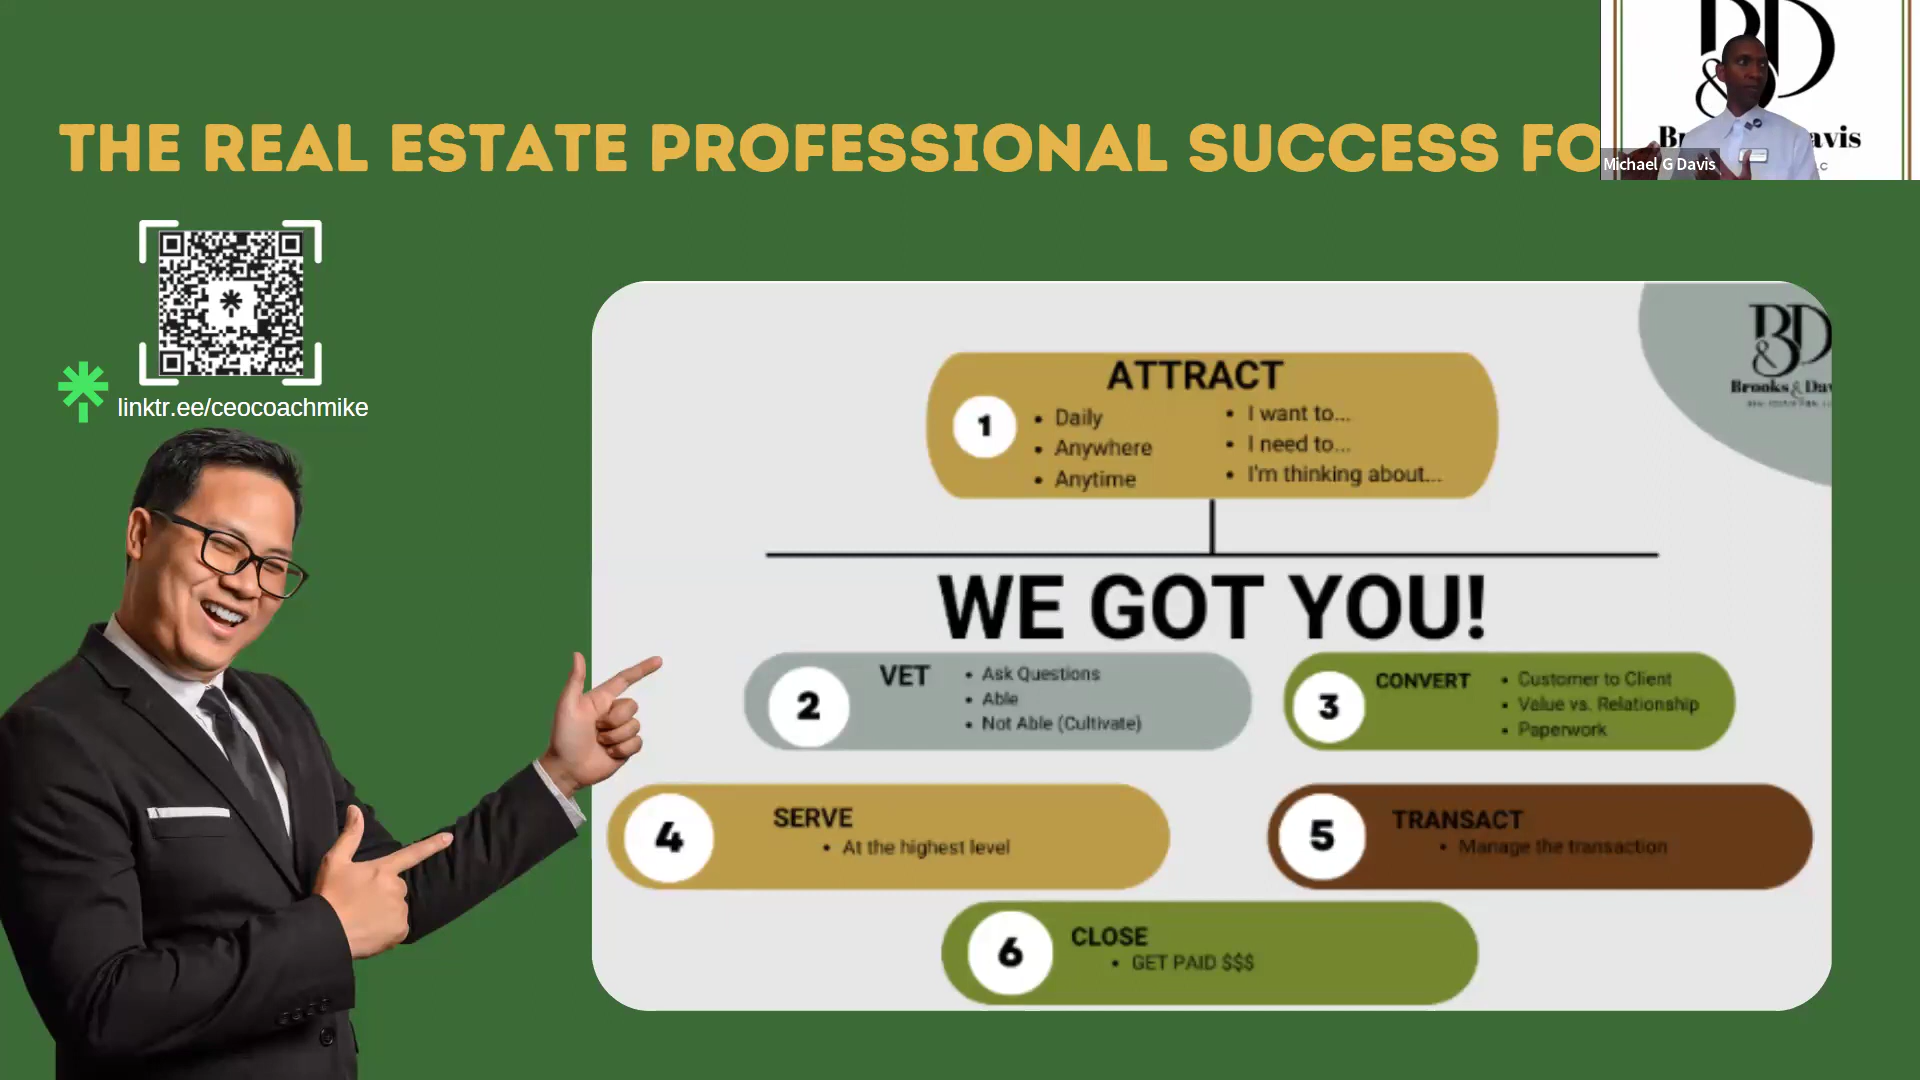 THE REAL ESTATE PROFESSIONAL SUCCESS FO
Michael G Davis
linktr.ee/ceocoachmike
B&D
Brooks & Dav
ATTRACT
1
• Daily
• Anywhere
• Anytime
• I want to...
• I need to...
• I'm thinking about...
WE GOT YOU!
2
VET
• Ask Questions
• Able
• Not Able (Cultivate)
3
CONVERT
• Customer to Client
• Value vs. Relationship
• Paperwork
4
SERVE
• At the highest level
5
TRANSACT
• Manage the transaction
6
CLOSE
• GET PAID $$$